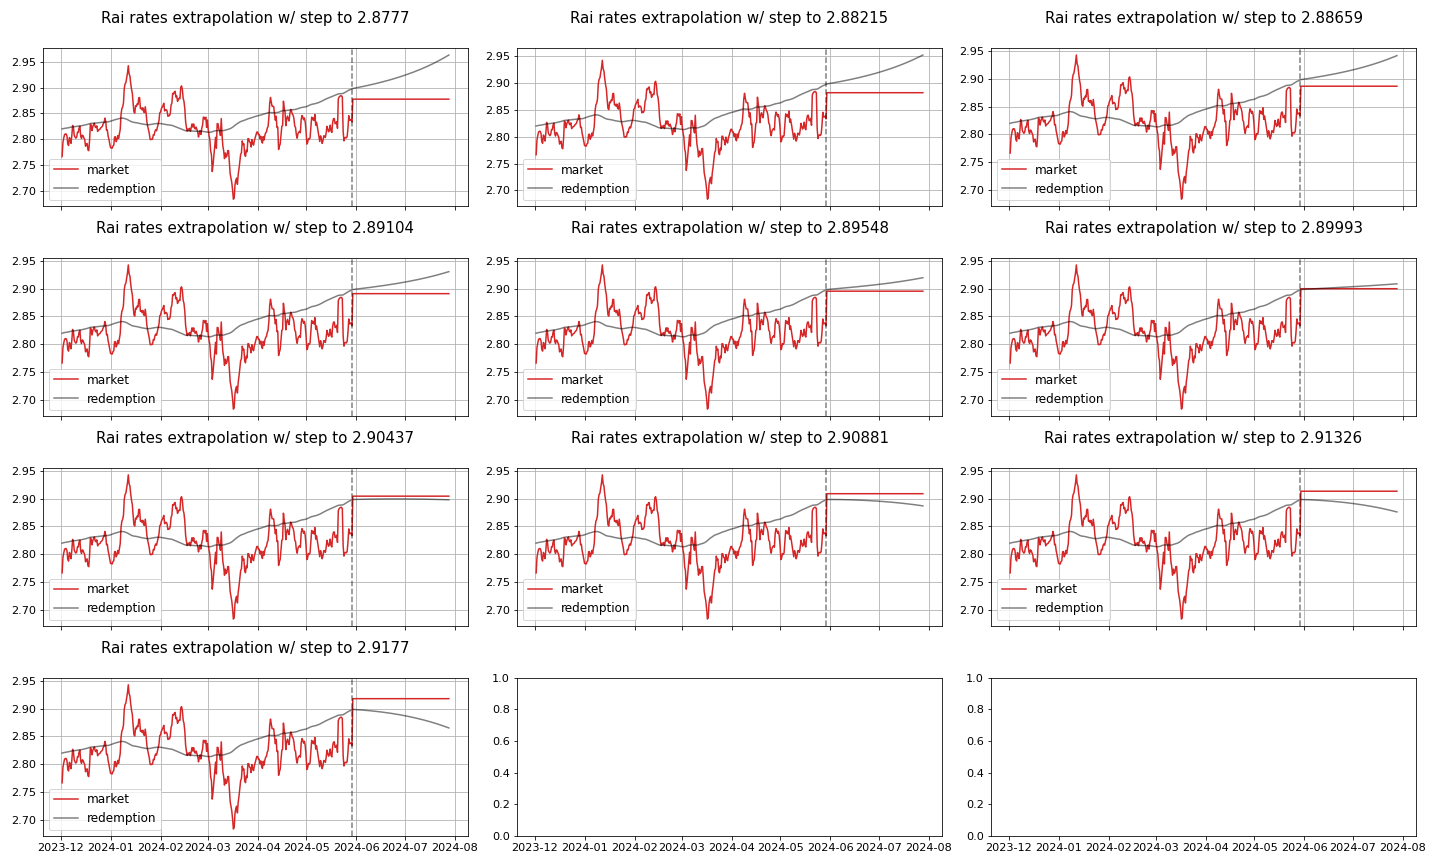 Rai rates extrapolation w/ step to 2.8777
Rai rates extrapolation w/ step to 2.88215
Rai rates extrapolation w/ step to 2.88659
2.95
2.90
2.85
2.80
2.75
2.70
market
redemption
2.95
2.90
2.85
2.80
2.75
2.70
market
redemption
2.95
2.90
2.85
2.80
2.75
2.70
market
redemption
Rai rates extrapolation w/ step to 2.89104
Rai rates extrapolation w/ step to 2.89548
Rai rates extrapolation w/ step to 2.89993
2.95
2.90
2.85
2.80
2.75
2.70
market
redemption
2.95
2.90
2.85
2.80
2.75
2.70
market
redemption
2.95
2.90
2.85
2.80
2.75
2.70
market
redemption
Rai rates extrapolation w/ step to 2.90437
Rai rates extrapolation w/ step to 2.90881
Rai rates extrapolation w/ step to 2.91326
2.95
2.90
2.85
2.80
2.75
2.70
market
redemption
2.95
2.90
2.85
2.80
2.75
2.70
market
redemption
2.95
2.90
2.85
2.80
2.75
2.70
market
redemption
Rai rates extrapolation w/ step to 2.9177
2.95
2.90
2.85
2.80
2.75
2.70
market
redemption
2023-12 2024-01 2024-02 2024-03 2024-04 2024-05 2024-06 2024-07 2024-08
1.0
0.8
0.6
0.4
0.2
0.0
2023-12 2024-01 2024-02 2024-03 2024-04 2024-05 2024-06 2024-07 2024-08
1.0
0.8
0.6
0.4
0.2
0.0
2023-12 2024-01 2024-02 2024-03 2024-04 2024-05 2024-06 2024-07 2024-08